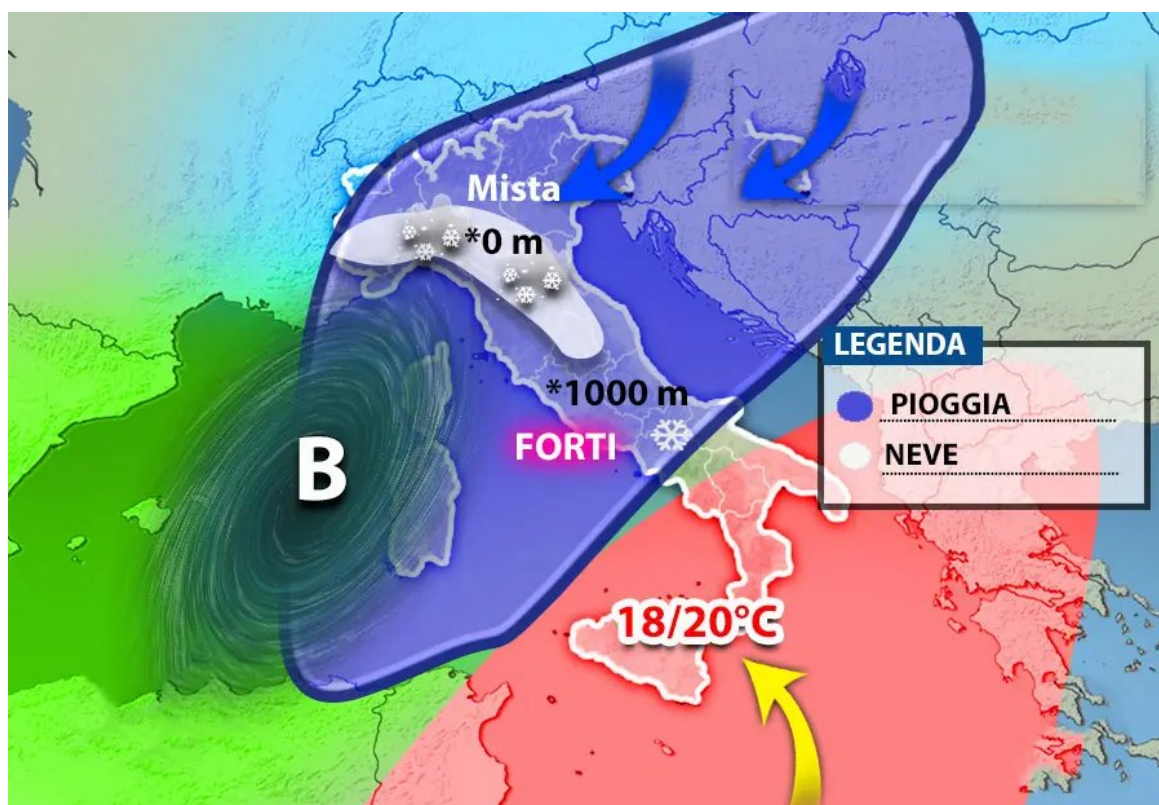 Mista
*0 m
LEGENDA
*1000 m
PIOGGIA
FORTI
NEVE
B
18/20°C